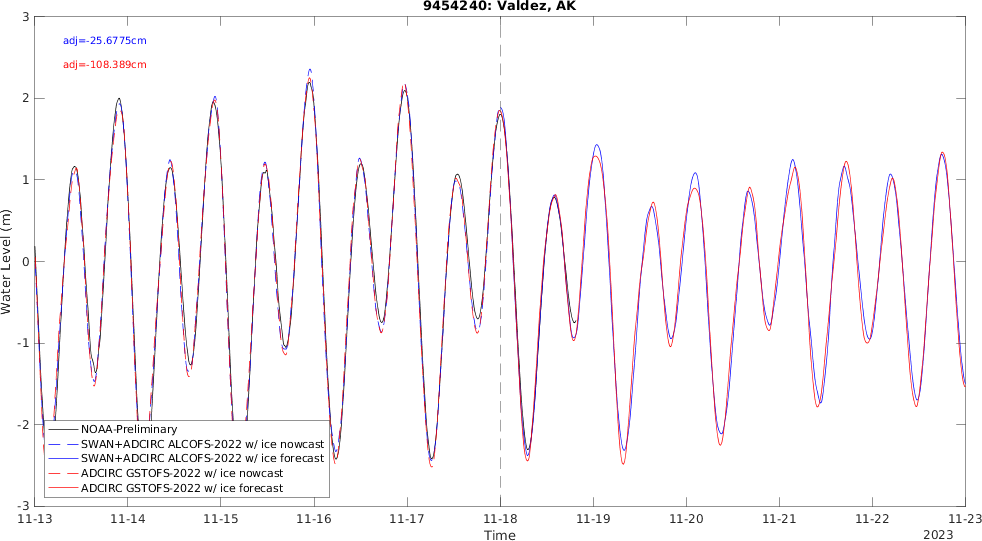 9454240: Valdez, AK
adj=-25.6775cm
adj=-108.389cm
3
2
1
0
-1
-2
-3
Water Level (m)
NOAA-Preliminary
SWAN+ADCIRC ALCOFS-2022 w/ ice nowcast
SWAN+ADCIRC ALCOFS-2022 w/ ice forecast
ADCIRC GSTOFS-2022 w/ ice nowcast
ADCIRC GSTOFS-2022 w/ ice forecast
11-13 11-14 11-15 11-16 11-17 11-18 11-19 11-20 11-21 11-22 11-23
Time
2023